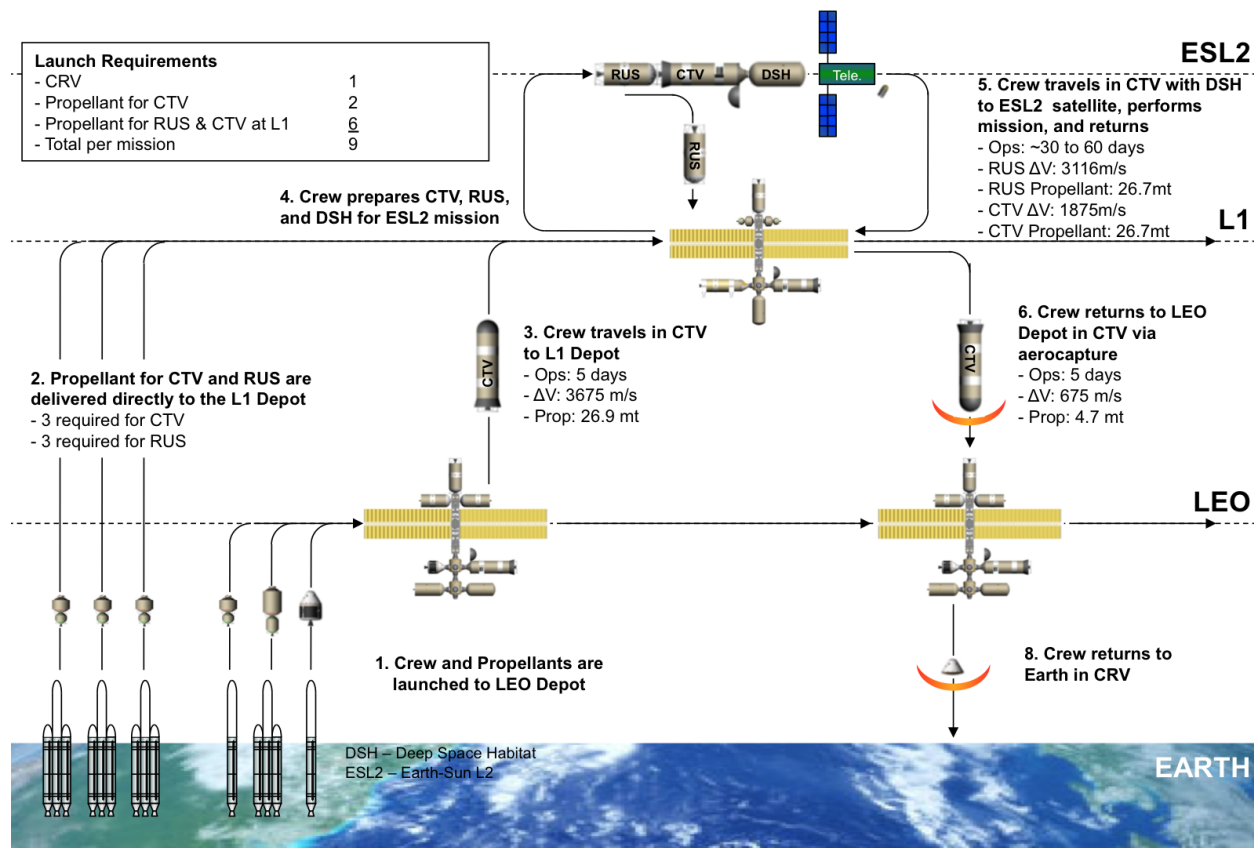 Launch Requirements
- CRV 1
- Propellant for CTV 2
- Propellant for RUS & CTV at L1 6
- Total per mission 9
RUS
CTV
DSH
Tele.
ESL2
5. Crew travels in CTV with DSH
to ESL2 satellite, performs
mission, and returns
- Ops: ~30 to 60 days
- RUS ΔV: 3116m/s
- RUS Propellant: 26.7mt
- CTV ΔV: 1875m/s
- CTV Propellant: 26.7mt
RUS
4. Crew prepares CTV, RUS,
and DSH for ESL2 mission
L1
2. Propellant for CTV and RUS are
delivered directly to the L1 Depot
- 3 required for CTV
- 3 required for RUS
CTV
3. Crew travels in CTV
to L1 Depot
- Ops: 5 days
- ΔV: 3675 m/s
- Prop: 26.9 mt
CTV
6. Crew returns to LEO
Depot in CTV via
aerocapture
- Ops: 5 days
- ΔV: 675 m/s
- Prop: 4.7 mt
LEO
1. Crew and Propellants are
launched to LEO Depot
8. Crew returns to
Earth in CRV
DSH – Deep Space Habitat
ESL2 – Earth-Sun L2
EARTH